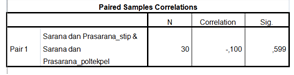 Paired Samples Correlations
N Correlation Sig.
Pair 1 Sarana dan Prasarana_stip & Sarana dan Prasarana_poltekpel 30 -,100 ,599